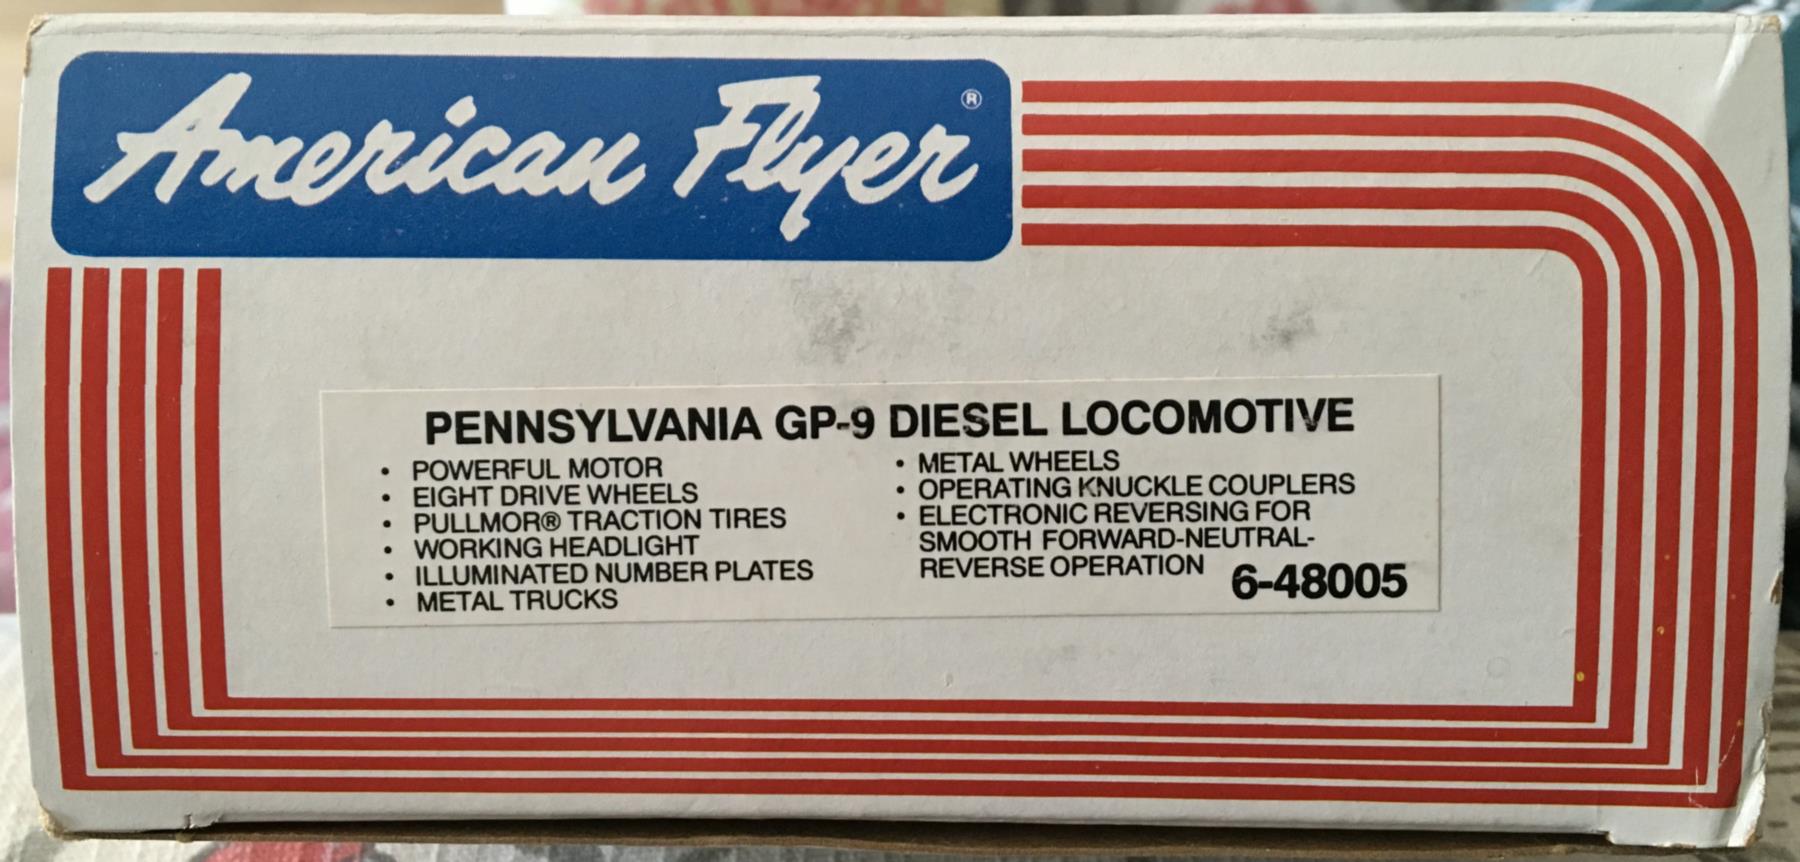 American Flyer®
PENNSYLVANIA GP-9 DIESEL LOCOMOTIVE
• POWERFUL MOTOR
• EIGHT DRIVE WHEELS
• PULLMOR® TRACTION TIRES
• WORKING HEADLIGHT
• ILLUMINATED NUMBER PLATES
• METAL TRUCKS
• METAL WHEELS
• OPERATING KNUCKLE COUPLERS
• ELECTRONIC REVERSING FOR
SMOOTH FORWARD-NEUTRAL-
REVERSE OPERATION
6-48005